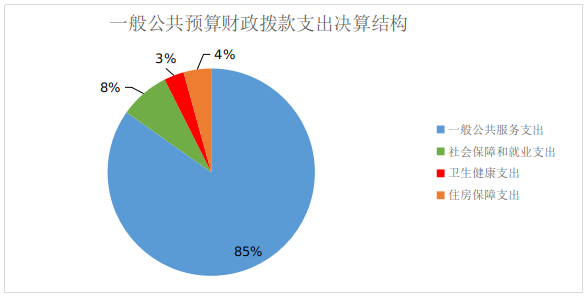 一般公共预算财政拨款支出决算结构
4%
3%
8%
85%
一般公共服务支出
社会保障和就业支出
卫生健康支出
住房保障支出